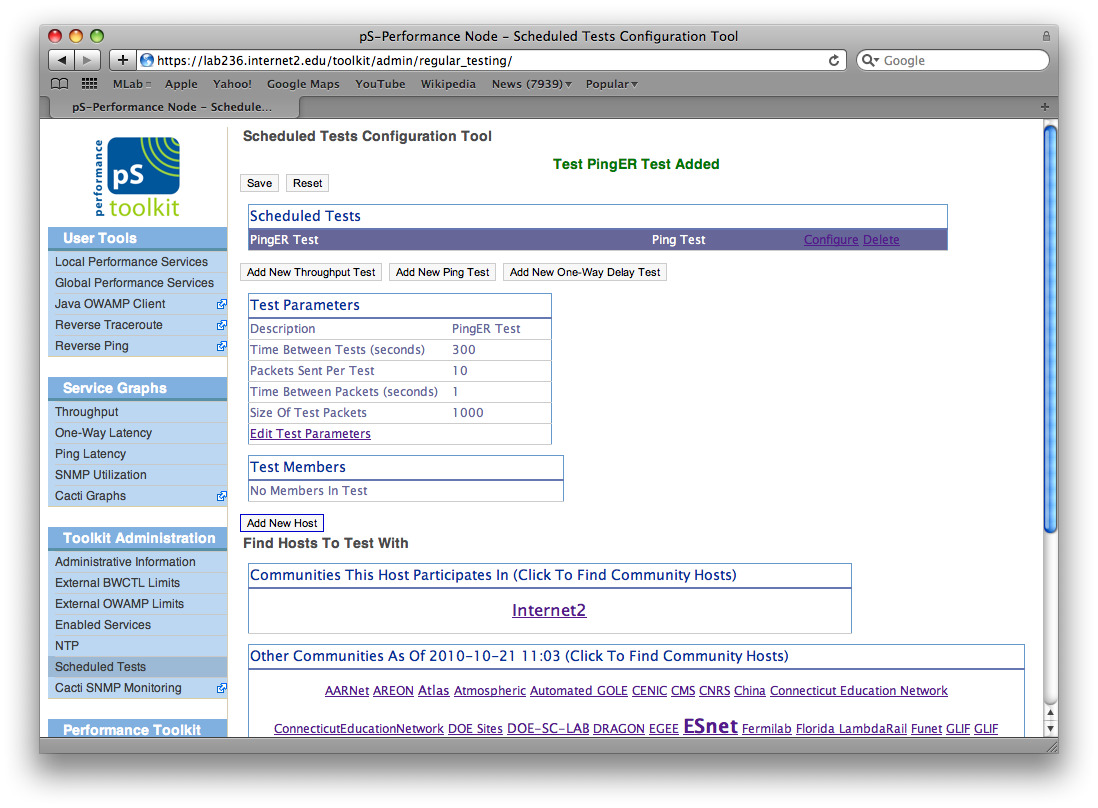 pS-Performance Node – Scheduled Tests Configuration Tool
https://lab236.internet2.edu/toolkit/admin/regular_testing/
Google
MLab Apple Yahoo! Google Maps YouTube Wikipedia News (7939) Popular
pS-Performance Node – Schedule...
performance
pS
toolkit
User Tools
Local Performance Services
Global Performance Services
Java OWAMP Client
Reverse Traceroute
Reverse Ping
Service Graphs
Throughput
One-Way Latency
Ping Latency
SNMP Utilization
Cacti Graphs
Toolkit Administration
Administrative Information
External BWCTL Limits
External OWAMP Limits
Enabled Services
NTP
Scheduled Tests
Cacti SNMP Monitoring
Performance Toolkit
Scheduled Tests Configuration Tool
Test PingER Test Added
Save Reset
Scheduled Tests
PingER Test Ping Test Configure Delete
Add New Throughput Test Add New Ping Test Add New One-Way Delay Test
Test Parameters
Description PingER Test
Time Between Tests (seconds) 300
Packets Sent Per Test 10
Time Between Packets (seconds) 1
Size Of Test Packets 1000
Edit Test Parameters
Test Members
No Members In Test
Add New Host
Find Hosts To Test With
Communities This Host Participates In (Click To Find Community Hosts)
Internet2
Other Communities As Of 2010-10-21 11:03 (Click To Find Community Hosts)
AARNet AREON Atlas Atmospheric Automated GOLE CENIC CMS CNRS China Connecticut Education Network
ConnecticutEducationNetwork DOE Sites DOE-SC-LAB DRAGON EGEE ESnet Fermilab Florida LambdaRail Funet GLIF GLIF